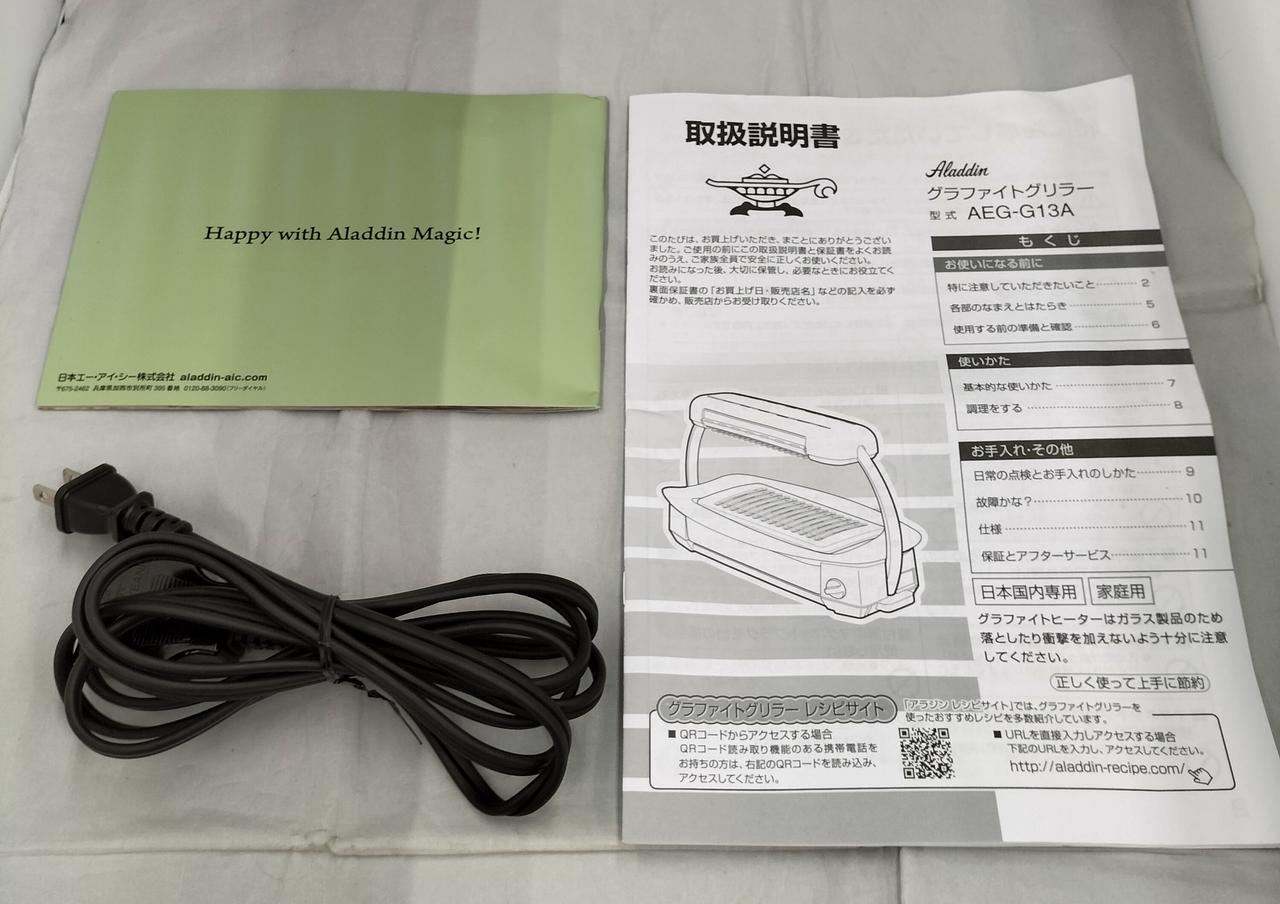 Happy with Aladdin Magic!
日本エー・アイ・シー株式会社 aladdin-aic.com
〒675-2462 兵庫県加西市別所町 395番地 0120-88-3090(フリーダイヤル)
取扱説明書
Aladdin
グラファイトグリラー
型式 AEG-G13A
このたびは、お買上げいただき、まことにありがとうござい
ました。ご使用の前にこの取扱説明書と保証書をよくお読
みのうえ、ご家族全員で安全に正しくお使いください。
お読みになった後、大切に保管し、必要なときにお役立てく
ださい。
裏面保証書の「お買上げ日・販売店名」などの記入を必ず
確かめ、販売店からお受け取りください。
もくじ
お使いになる前に
特に注意していただきたいこと 2
各部のなまえとはたらき 5
使用する前の準備と確認 6
使いかた
基本的な使いかた 7
調理をする 8
お手入れ・その他
日常の点検とお手入れのしかた 9
故障かな? 10
仕様 11
保証とアフターサービス 11
日本国内専用 家庭用
グラファイトヒーターはガラス製品のため
落としたり衝撃を加えないよう十分に注意
してください。
正しく使って上手に節約
グラファイトグリラー レシピサイト
「アラジン レシピサイト」では、グラファイトグリラーを
使ったおすすめレシピを多数紹介しています。
■ QRコードからアクセスする場合
QRコード読み取り機能のある携帯電話を
お持ちの方は、右記のQRコードを読み込み、
アクセスしてください。
■ URLを直接入力しアクセスする場合
下記のURLを入力し、アクセスしてください。
http://aladdin-recipe.com/